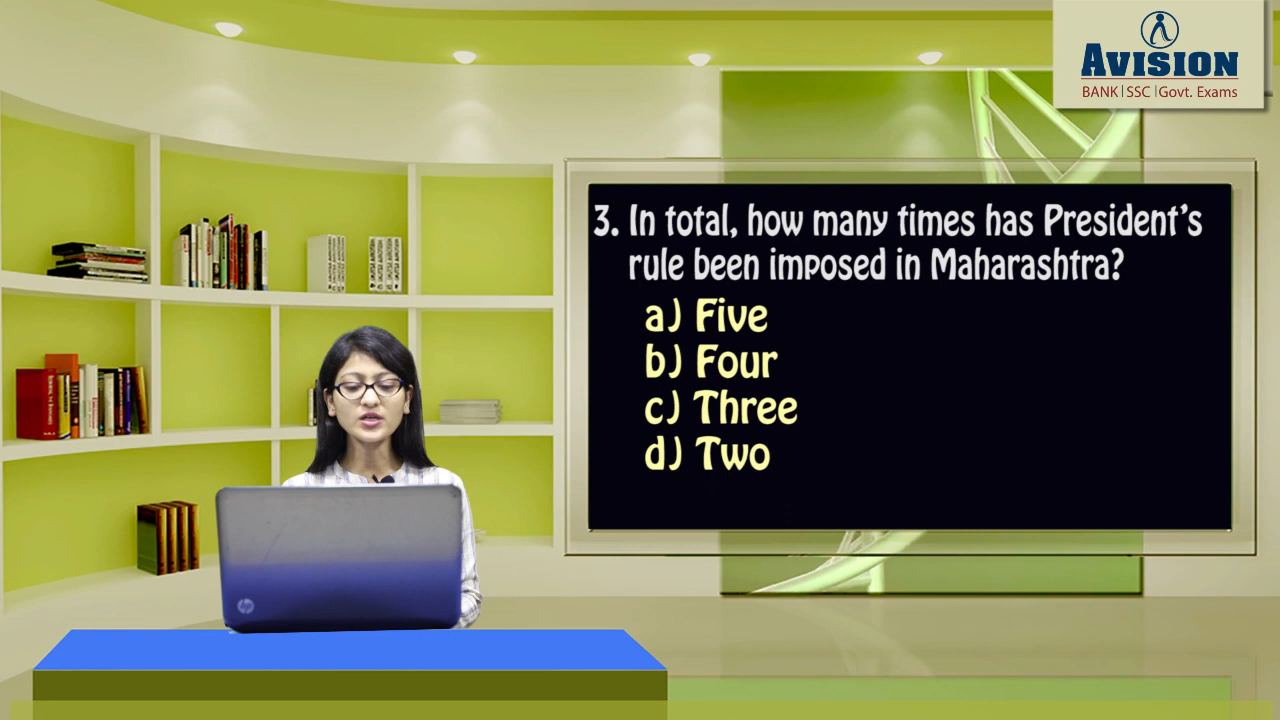 AVISION
BANK | SSC | Govt. Exams
3. In total, how many times has President's
rule been imposed in Maharashtra?
a) Five
b) Four
c) Three
d) Two
hp